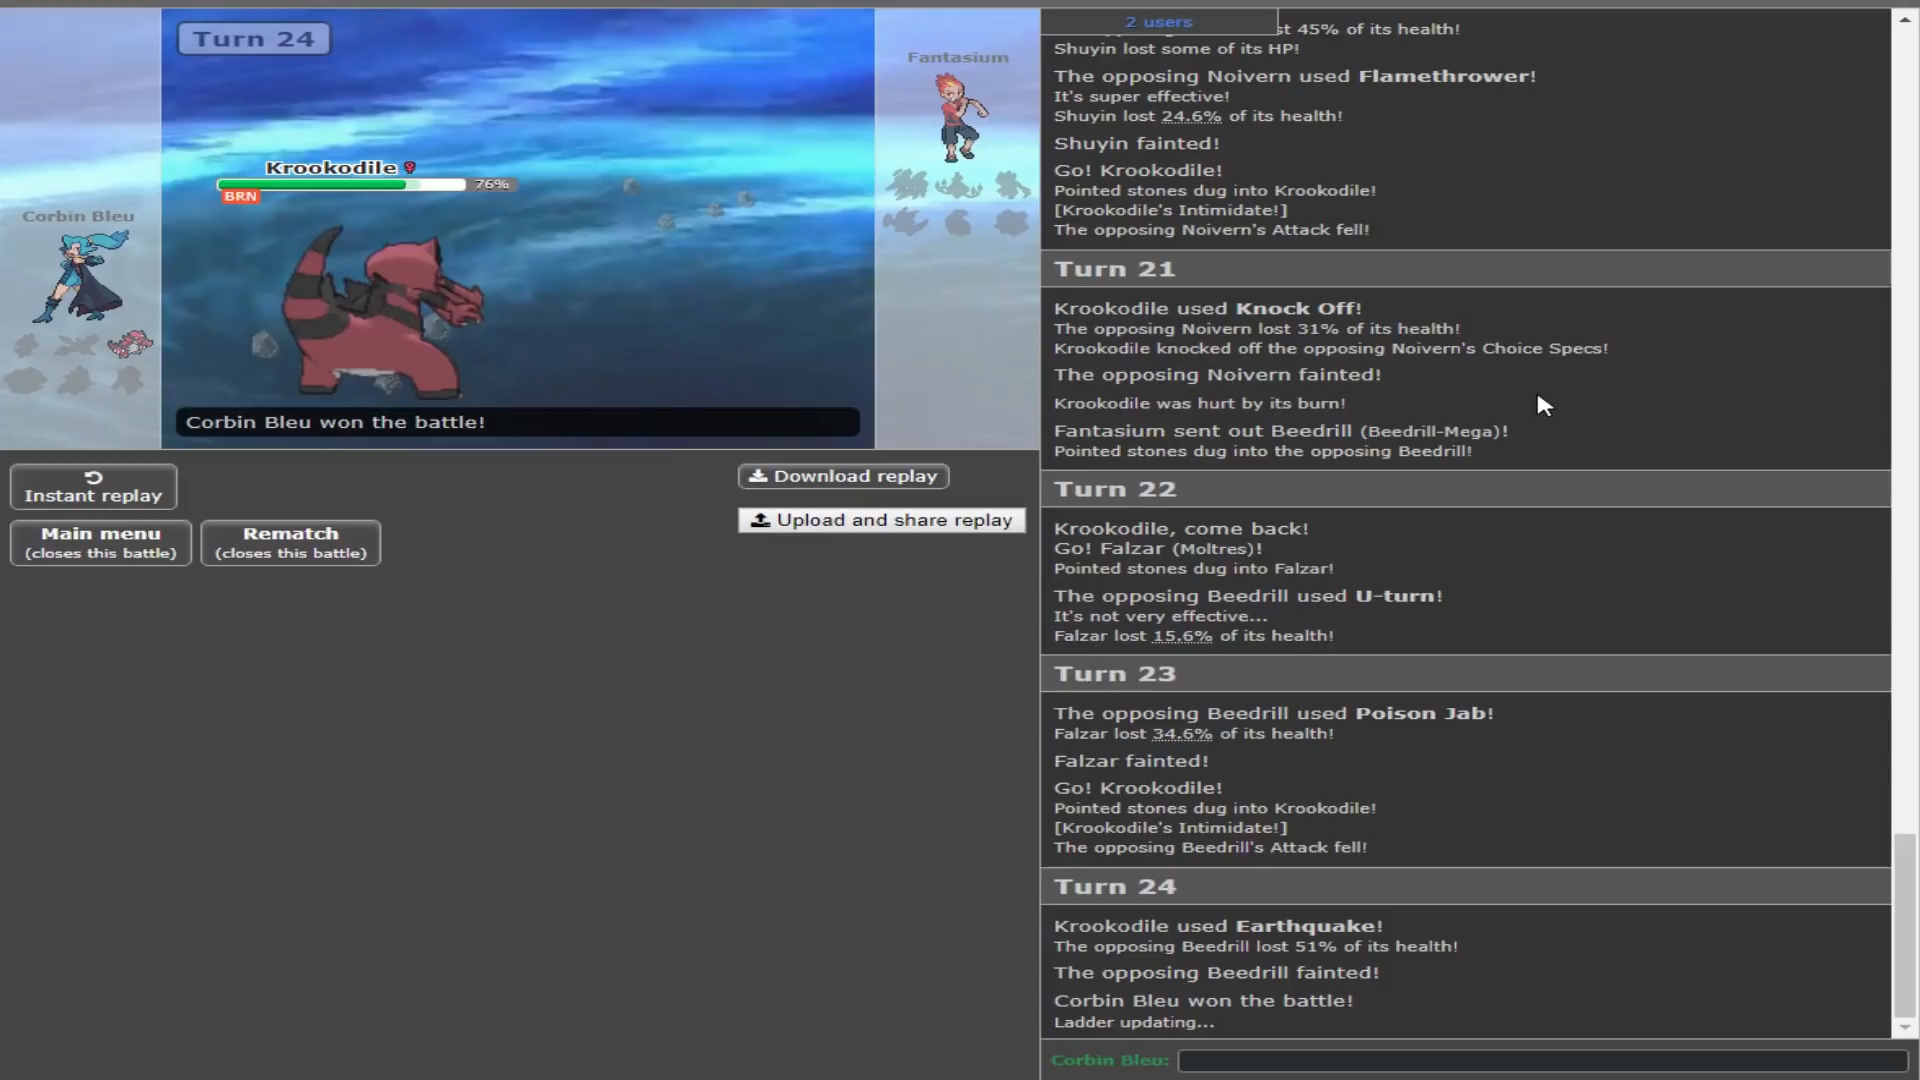 Turn 24
Krookodile
76%
BRN
Corbin Bleu
Fantasium
Corbin Bleu won the battle!
Instant replay
Main menu
(closes this battle)
Rematch
(closes this battle)
Download replay
Upload and share replay
2 users
st 45% of its health!
Shuyin lost some of its HP!
The opposing Noivern used Flamethrower!
It's super effective!
Shuyin lost 24.6% of its health!
Shuyin fainted!
Go! Krookodile!
Pointed stones dug into Krookodile!
[Krookodile's Intimidate!]
The opposing Noivern's Attack fell!
Turn 21
Krookodile used Knock Off!
The opposing Noivern lost 31% of its health!
Krookodile knocked off the opposing Noivern's Choice Specs!
The opposing Noivern fainted!
Krookodile was hurt by its burn!
Fantasium sent out Beedrill (Beedrill-Mega)!
Pointed stones dug into the opposing Beedrill!
Turn 22
Krookodile, come back!
Go! Falzar (Moltres)!
Pointed stones dug into Falzar!
The opposing Beedrill used U-turn!
It's not very effective...
Falzar lost 15.6% of its health!
Turn 23
The opposing Beedrill used Poison Jab!
Falzar lost 34.6% of its health!
Falzar fainted!
Go! Krookodile!
Pointed stones dug into Krookodile!
[Krookodile's Intimidate!]
The opposing Beedrill's Attack fell!
Turn 24
Krookodile used Earthquake!
The opposing Beedrill lost 51% of its health!
The opposing Beedrill fainted!
Corbin Bleu won the battle!
Ladder updating...
Corbin Bleu: